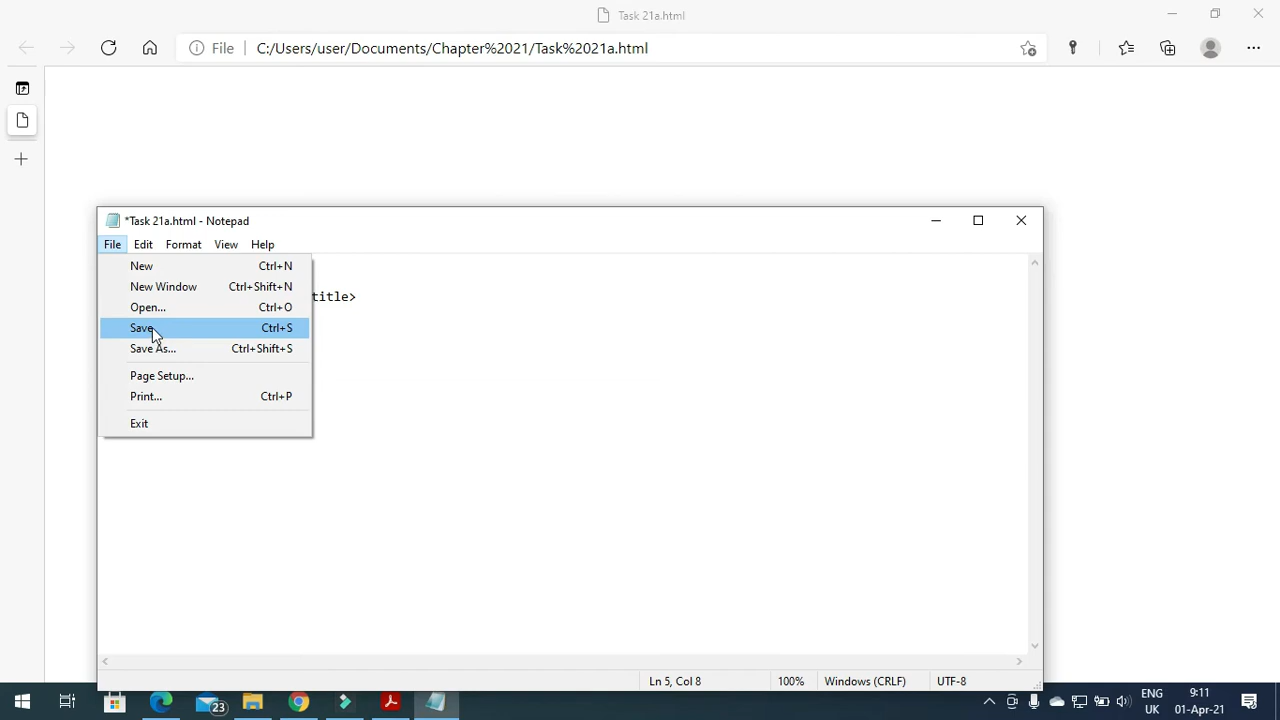 Task 21a.html
File C:/Users/user/Documents/Chapter%2021/Task%2021a.html
*Task 21a.html - Notepad
File Edit Format View Help
New Ctrl+N
New Window Ctrl+Shift+N
title>
Open... Ctrl+O
Save Ctrl+S
Save As... Ctrl+Shift+S
Page Setup...
Print... Ctrl+P
Exit
Ln 5, Col 8 100% Windows (CRLF) UTF-8
23
ENG
UK
9:11
01-Apr-21